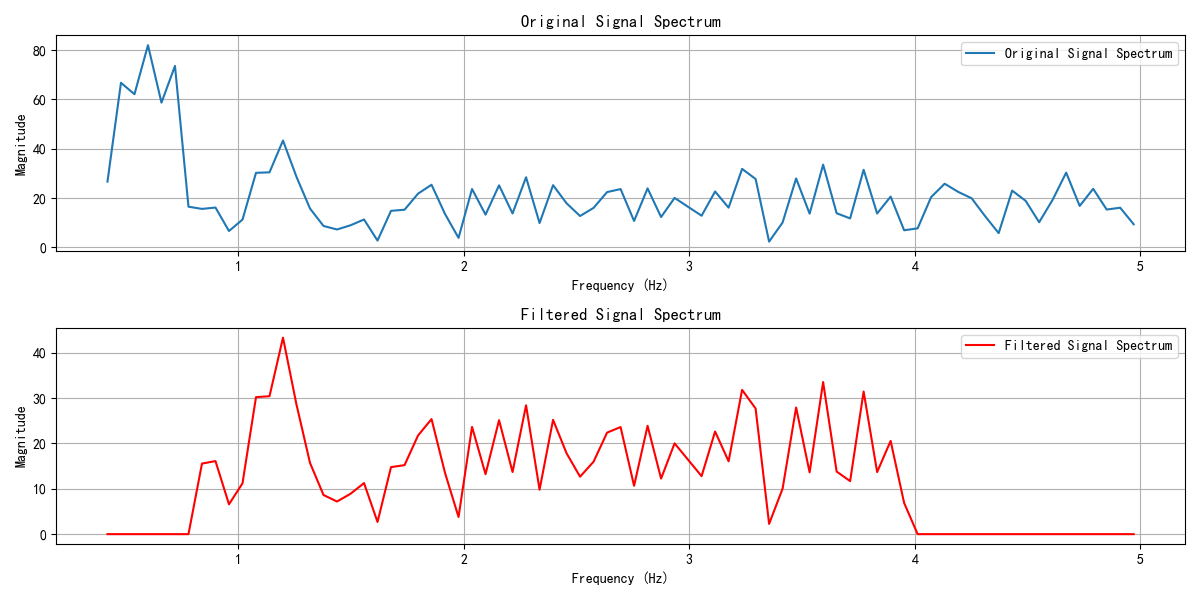 Original Signal Spectrum
Original Signal Spectrum
Magnitude
80
60
40
20
0
1
2
3
4
5
Frequency (Hz)
Filtered Signal Spectrum
Filtered Signal Spectrum
Magnitude
40
30
20
10
0
1
2
3
4
5
Frequency (Hz)